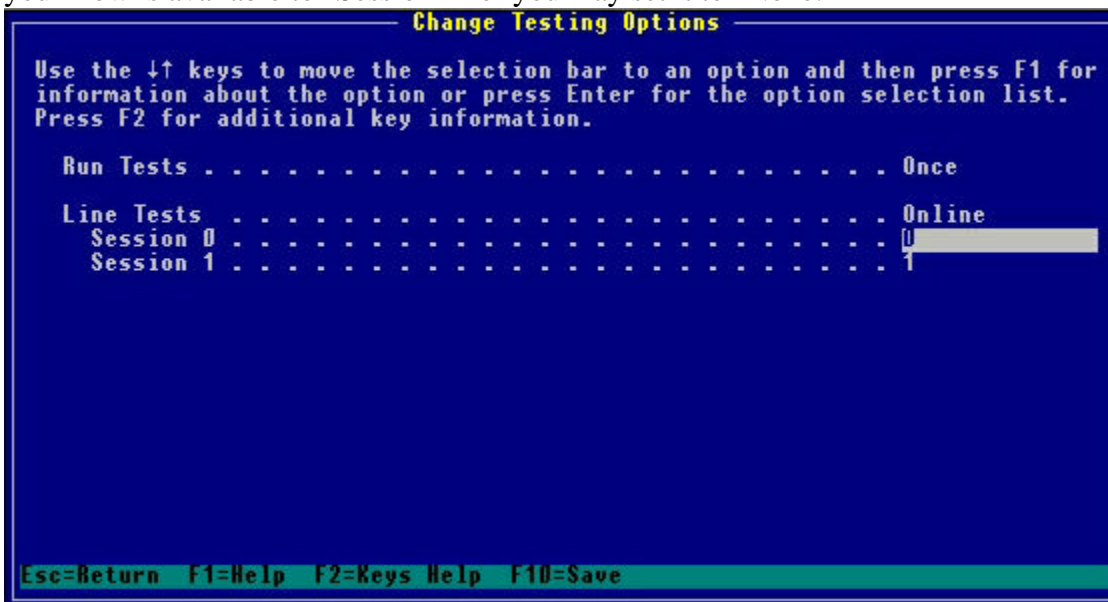 Change Testing Options
Use the ↓↑ keys to move the selection bar to an option and then press F1 for
information about the option or press Enter for the option selection list.
Press F2 for additional key information.
Run Tests . . . . . . . . . . . . . . . . . . . . . . . . . Once
Line Tests . . . . . . . . . . . . . . . . . . . . . . . . Online
Session 0 . . . . . . . . . . . . . . . . . . . . . . . . 0
Session 1 . . . . . . . . . . . . . . . . . . . . . . . . 1
Esc=Return F1=Help F2=Keys Help F10=Save